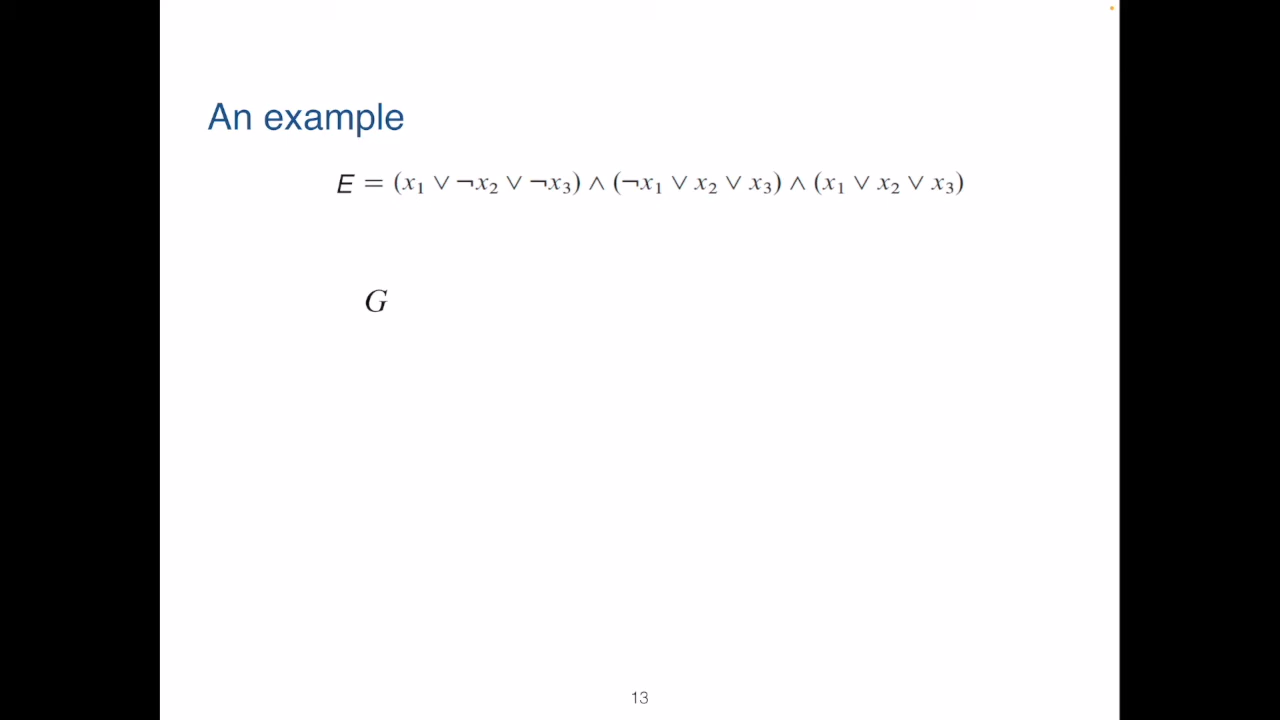 An example
E = (x₁ ∨ ¬x₂ ∨ ¬x₃) ∧ (¬x₁ ∨ x₂ ∨ x₃) ∧ (x₁ ∨ x₂ ∨ x₃)
G
13